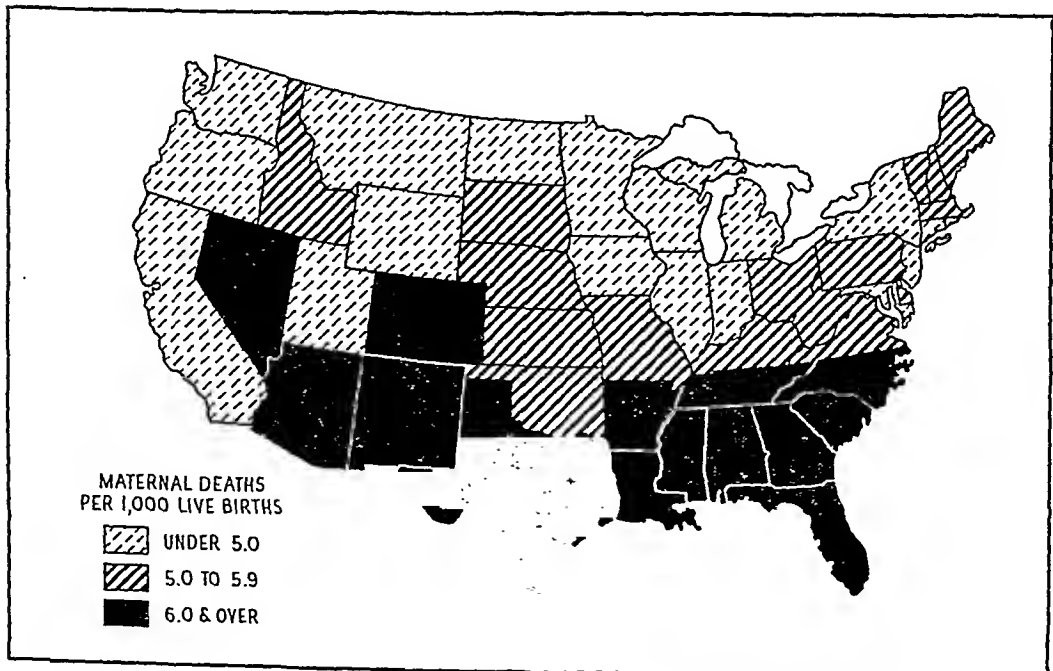 MATERNAL DEATHS
PER 1,000 LIVE BIRTHS
UNDER 5.0
5.0 TO 5.9
6.0 & OVER